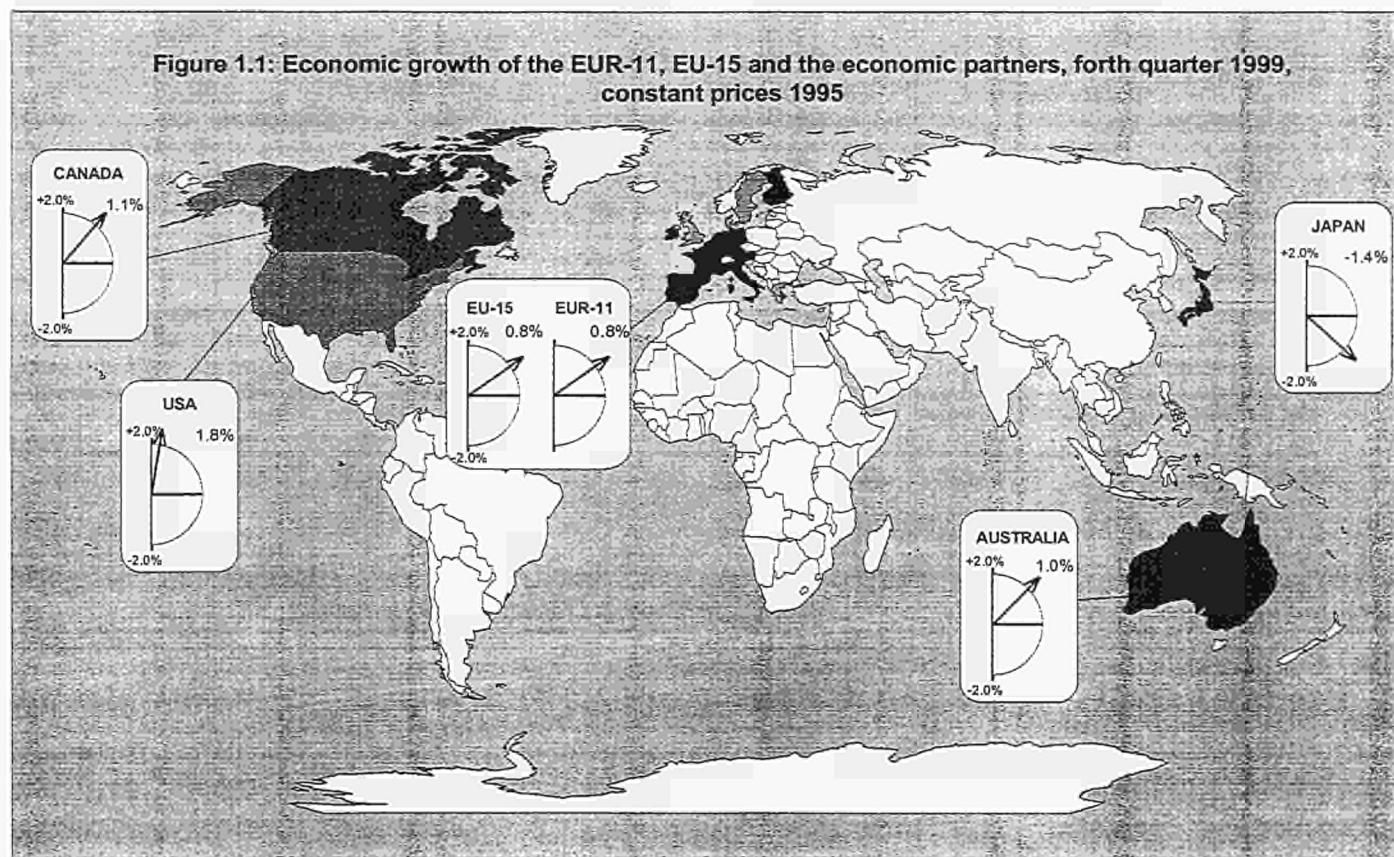 Figure 1.1: Economic growth of the EUR-11, EU-15 and the economic partners, forth quarter 1999,
constant prices 1995
CANADA
+2.0%
1.1%
-2.0%
USA
+2.0%
1.8%
-2.0%
EU-15
EUR-11
+2.0%
0.8%
0.8%
-2.0%
JAPAN
+2.0%
-1.4%
-2.0%
AUSTRALIA
+2.0%
1.0%
-2.0%